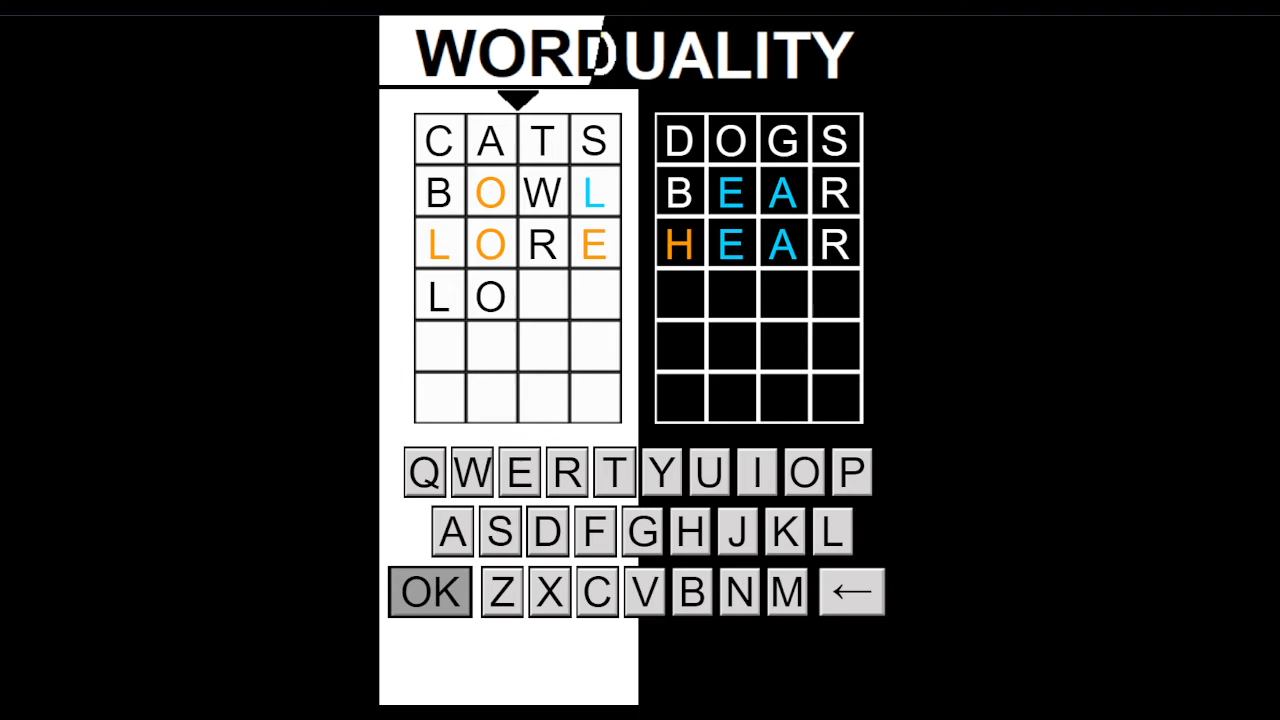 WORDUALITY
CATS DOGS
BOWL BEAR
LORE HEAR
LO
QWERTYUIOP
ASDFGHJKL
OK ZXCVBNM ←